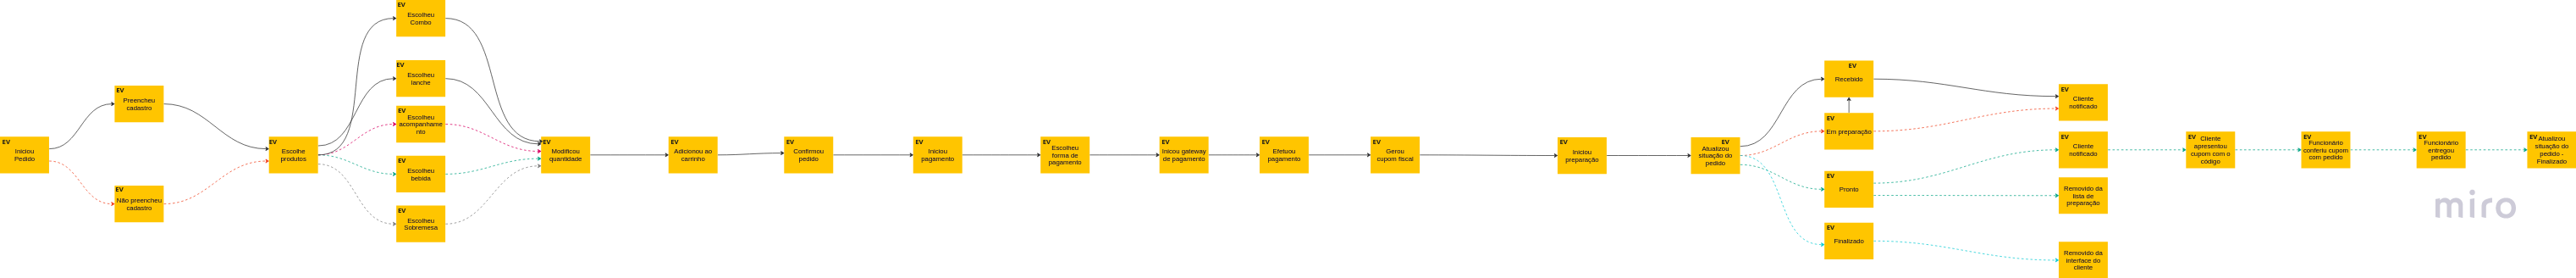 EV
Iniciou
Pedido
EV
Preencheu
cadastro
EV
Não preencheu
cadastro
EV
Escolhe
produtos
EV
Escolheu
Combo
EV
Escolheu
lanche
EV
Escolheu
acompanhame
nto
EV
Escolheu
bebida
EV
Escolheu
Sobremesa
EV
Modificou
quantidade
EV
Adicionou ao
carrinho
EV
Confirmou
pedido
EV
Iniciou
pagamento
EV
Escolheu
forma de
pagamento
EV
Inicou gateway
de pagamento
EV
Efetuou
pagamento
EV
Gerou
cupom fiscal
EV
Iniciou
preparação
EV
Atualizou
situação do
pedido
EV
Recebido
EV
Em preparação
EV
Pronto
EV
Finalizado
EV
Cliente
notificado
EV
Cliente
notificado
Removido da
lista de
preparação
Removido da
interface do
cliente
EV
Cliente
apresentou
cupom com o
código
EV
Funcionário
conferiu cupom
com pedido
EV
Funcionário
entregou
pedido
EV
Atualizou
situação do
pedido -
Finalizado
miro